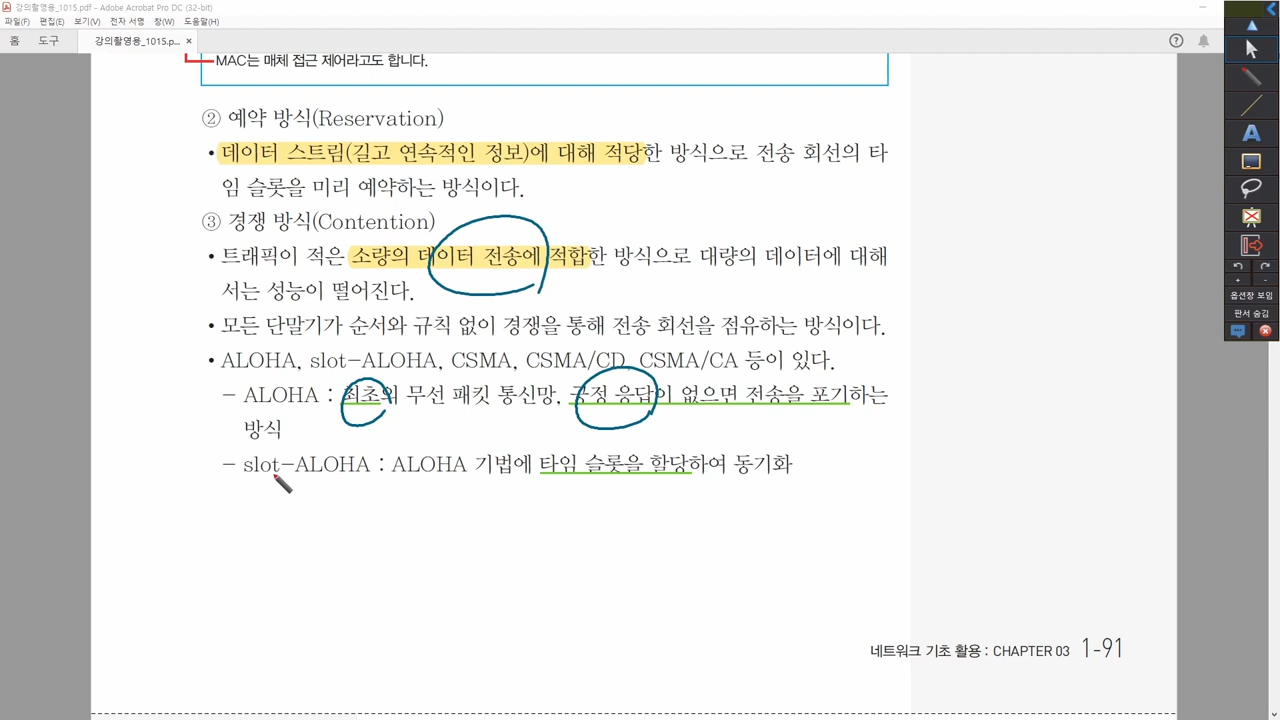 강의촬영용_1015.pdf - Adobe Acrobat Pro DC (32-bit)
파일(F) 편집(E) 보기(V) 전자 서명 창(W) 도움말(H)
홈 도구 강의촬영용_1015.p... ×
MAC는 매체 접근 제어라고도 합니다.
② 예약 방식(Reservation)
• 데이터 스트림(길고 연속적인 정보)에 대해 적당한 방식으로 전송 회선의 타
임 슬롯을 미리 예약하는 방식이다.
③ 경쟁 방식(Contention)
• 트래픽이 적은 소량의 데이터 전송에 적합한 방식으로 대량의 데이터에 대해
서는 성능이 떨어진다.
• 모든 단말기가 순서와 규칙 없이 경쟁을 통해 전송 회선을 점유하는 방식이다.
• ALOHA, slot-ALOHA, CSMA, CSMA/CD, CSMA/CA 등이 있다.
- ALOHA : 최초의 무선 패킷 통신망, 긍정 응답이 없으면 전송을 포기하는
방식
- slot-ALOHA : ALOHA 기법에 타임 슬롯을 할당하여 동기화
네트워크 기초 활용 : CHAPTER 03 1-91
옵션장 보임
판서 숨김